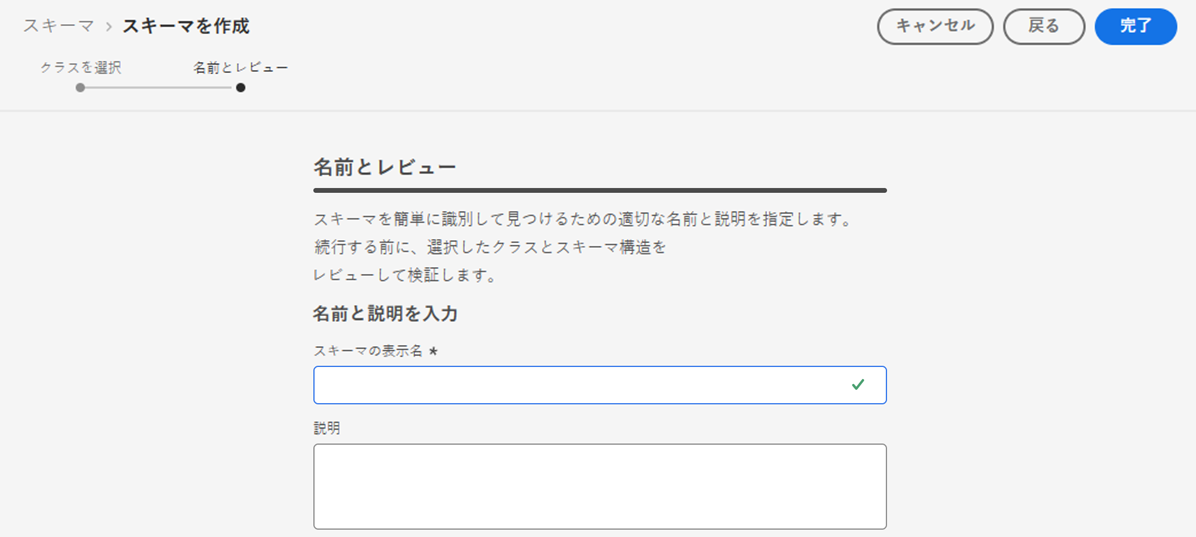 スキーマ > スキーマを作成
キャンセル 戻る 完了
クラスを選択 名前とレビュー
名前とレビュー
スキーマを簡単に識別して見つけるための適切な名前と説明を指定します。
続行する前に、選択したクラスとスキーマ構造を
レビューして検証します。
名前と説明を入力
スキーマの表示名 *
説明